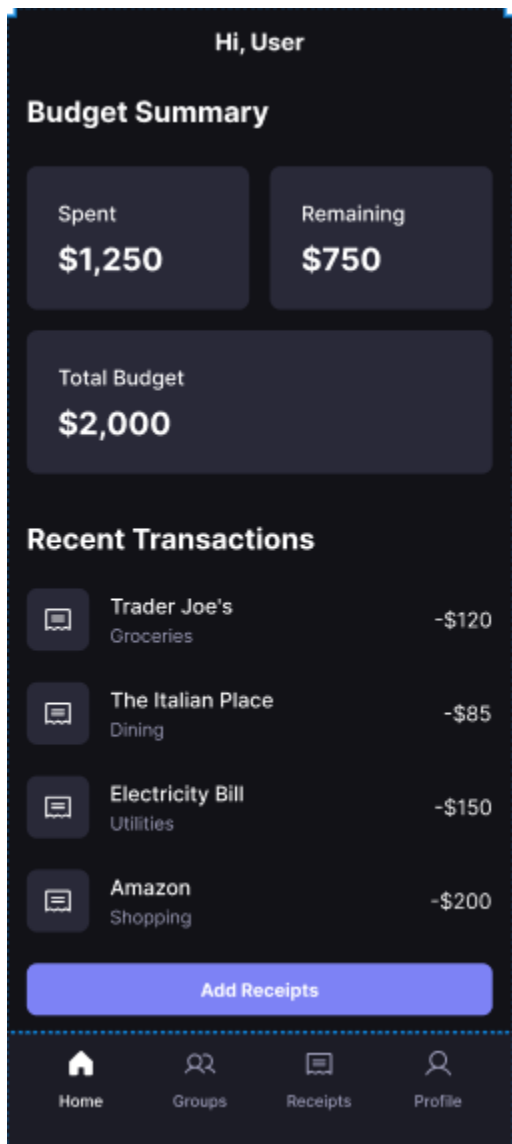 Hi, User
Budget Summary
Spent
$1,250
Remaining
$750
Total Budget
$2,000
Recent Transactions
Trader Joe's
Groceries
-$120
The Italian Place
Dining
-$85
Electricity Bill
Utilities
-$150
Amazon
Shopping
-$200
Add Receipts
Home
Groups
Receipts
Profile